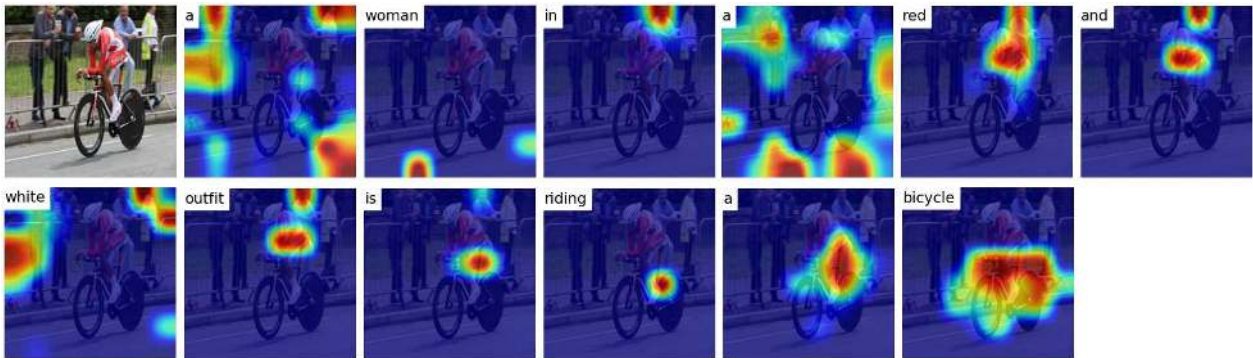 a woman in a red and
white outfit is riding a bicycle